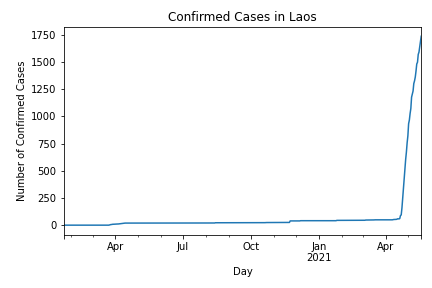 Confirmed Cases in Laos
Number of Confirmed Cases
1750
1500
1250
1000
750
500
250
0
Apr
Jul
Oct
Jan
2021
Apr
Day